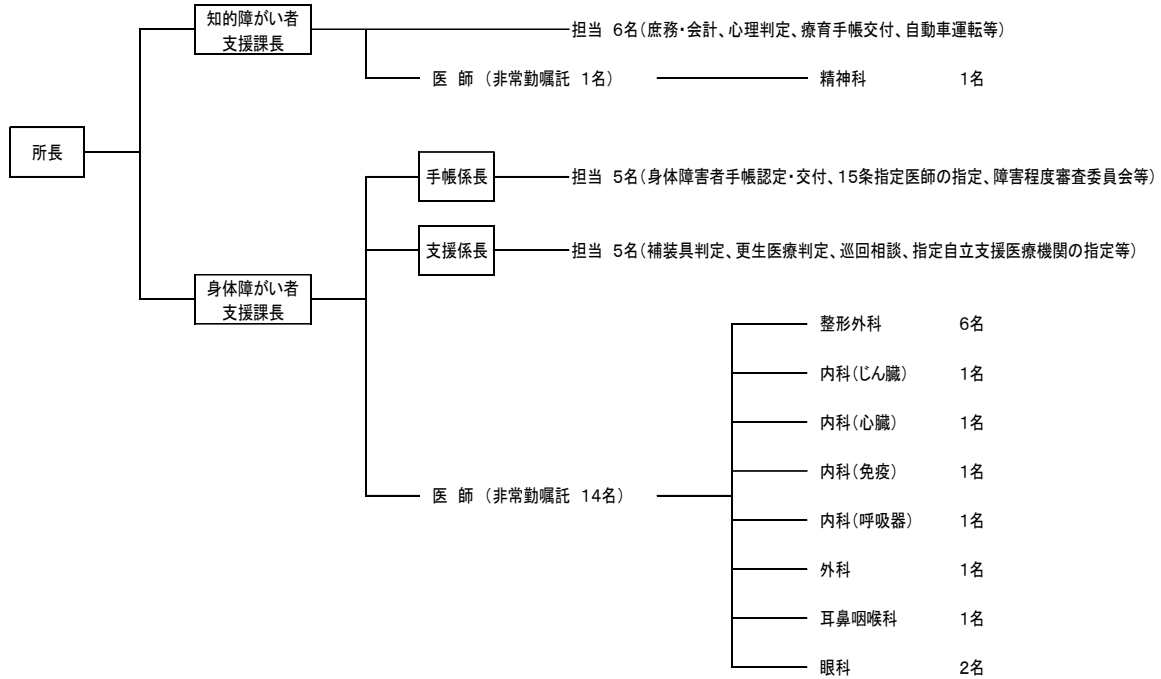 知的障がい者
支援課長
担当 6名(庶務・会計、心理判定、療育手帳交付、自動車運転等)
医 師 (非常勤嘱託 1名)
精神科 1名
所長
手帳係長
担当 5名(身体障害者手帳認定・交付、15条指定医師の指定、障害程度審査委員会等)
支援係長
担当 5名(補装具判定、更生医療判定、巡回相談、指定自立支援医療機関の指定等)
身体障がい者
支援課長
整形外科 6名
内科(じん臓) 1名
内科(心臓) 1名
内科(免疫) 1名
医 師 (非常勤嘱託 14名)
内科(呼吸器) 1名
外科 1名
耳鼻咽喉科 1名
眼科 2名